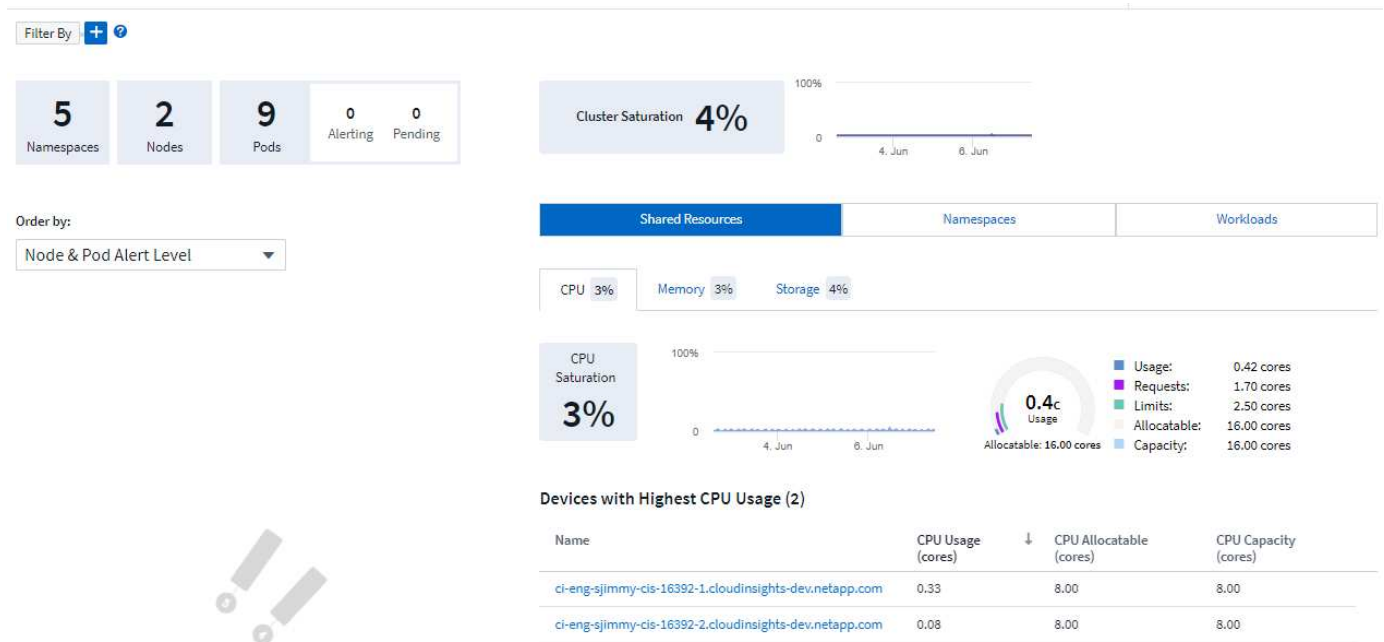 Filter By + ?
5
Namespaces
2
Nodes
9
Pods
0
Alerting
0
Pending
Cluster Saturation 4%
100%
0
4. Jun 6. Jun
Order by:
Node & Pod Alert Level
Shared Resources Namespaces Workloads
CPU 3% Memory 3% Storage 4%
CPU
Saturation
3%
100%
0
4. Jun 6. Jun
0.4c
Usage
Allocatable: 16.00 cores
Usage: 0.42 cores
Requests: 1.70 cores
Limits: 2.50 cores
Allocatable: 16.00 cores
Capacity: 16.00 cores
Devices with Highest CPU Usage (2)
Name CPU Usage (cores) ↓ CPU Allocatable (cores) CPU Capacity (cores)
ci-eng-sjimmy-cis-16392-1.cloudinsights-dev.netapp.com 0.33 8.00 8.00
ci-eng-sjimmy-cis-16392-2.cloudinsights-dev.netapp.com 0.08 8.00 8.00